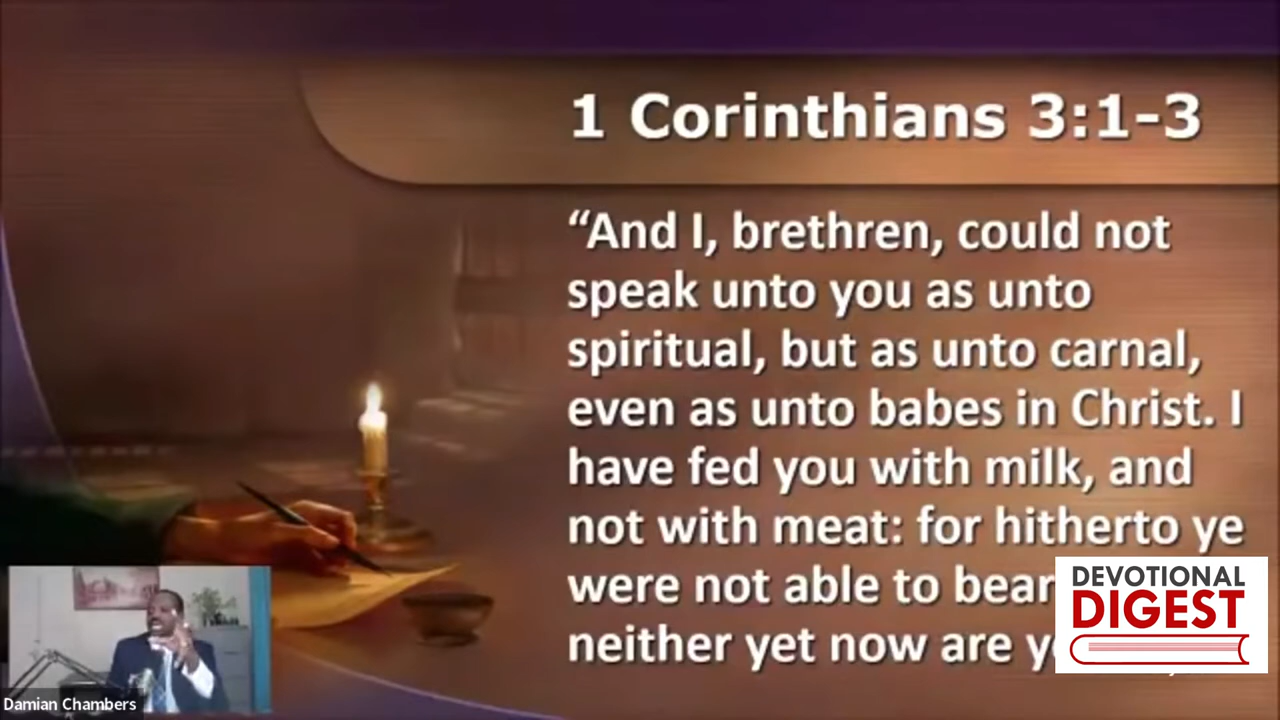 1 Corinthians 3:1-3
“And I, brethren, could not
speak unto you as unto
spiritual, but as unto carnal,
even as unto babes in Christ. I
have fed you with milk, and
not with meat: for hitherto ye
were not able to bear
neither yet now are
DEVOTIONAL
DIGEST
Damian Chambers